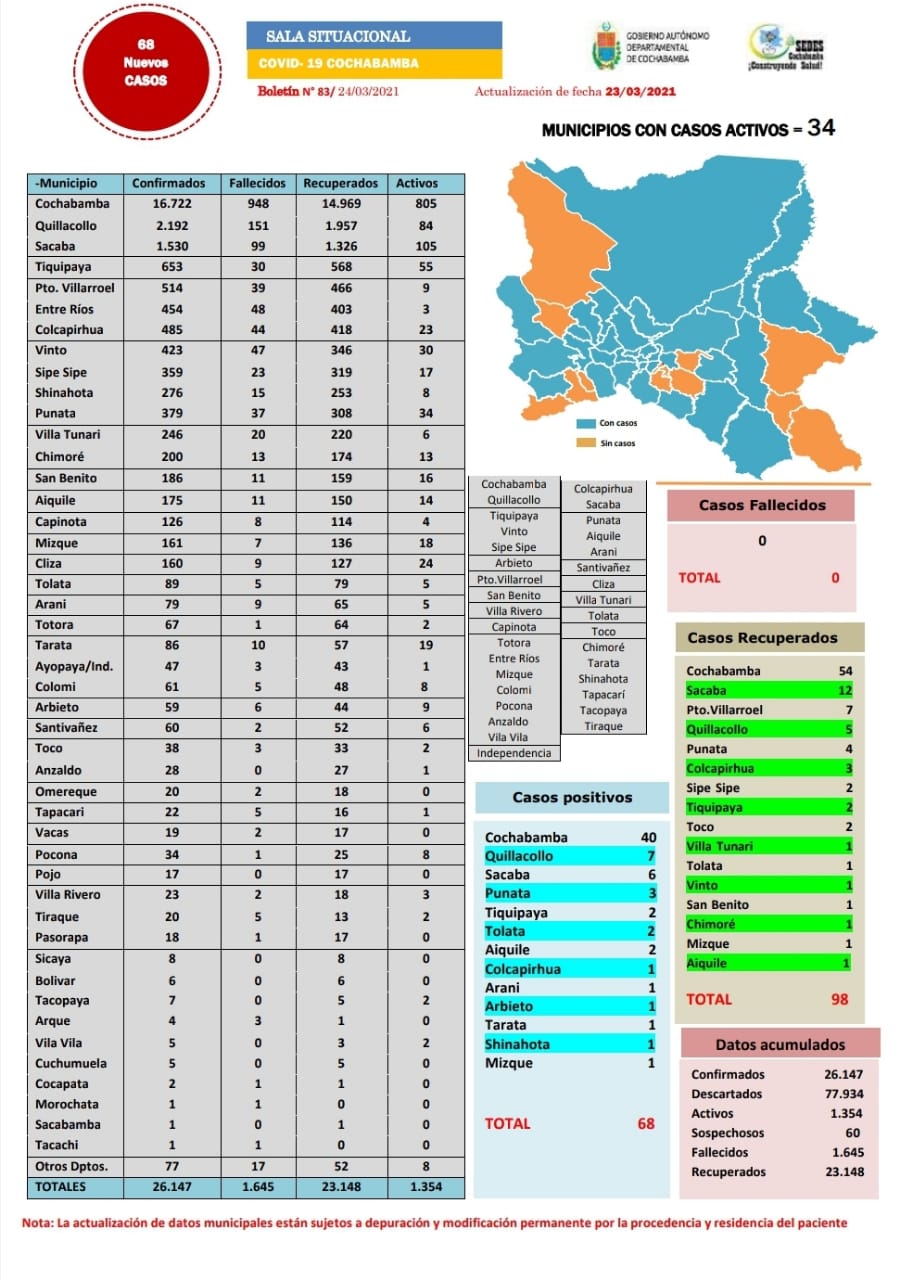 68
Nuevos
CASOS
SALA SITUACIONAL
COVID- 19 COCHABAMBA
Boletín N° 83/ 24/03/2021
Actualización de fecha 23/03/2021
GOBIERNO AUTÓNOMO
DEPARTAMENTAL
DE COCHABAMBA
SEDES
Cochabamba
¡Construyendo Salud!
MUNICIPIOS CON CASOS ACTIVOS = 34
-Municipio Confirmados Fallecidos Recuperados Activos
Cochabamba 16.722 948 14.969 805
Quillacollo 2.192 151 1.957 84
Sacaba 1.530 99 1.326 105
Tiquipaya 653 30 568 55
Pto. Villarroel 514 39 466 9
Entre Ríos 454 48 403 3
Colcapirhua 485 44 418 23
Vinto 423 47 346 30
Sipe Sipe 359 23 319 17
Shinahota 276 15 253 8
Punata 379 37 308 34
Villa Tunari 246 20 220 6
Chimoré 200 13 174 13
San Benito 186 11 159 16
Aiquile 175 11 150 14
Capinota 126 8 114 4
Mizque 161 7 136 18
Cliza 160 9 127 24
Tolata 89 5 79 5
Arani 79 9 65 5
Totora 67 1 64 2
Tarata 86 10 57 19
Ayopaya/Ind. 47 3 43 1
Colomi 61 5 48 8
Arbieto 59 6 44 9
Santivañez 60 2 52 6
Toco 38 3 33 2
Anzaldo 28 0 27 1
Omereque 20 2 18 0
Tapacari 22 5 16 1
Vacas 19 2 17 0
Pocona 34 1 25 8
Pojo 17 0 17 0
Villa Rivero 23 2 18 3
Tiraque 20 5 13 2
Pasorapa 18 1 17 0
Sicaya 8 0 8 0
Bolivar 6 0 6 0
Tacopaya 7 0 5 2
Arque 4 3 1 0
Vila Vila 5 0 3 2
Cuchumuela 5 0 5 0
Cocapata 2 1 1 0
Morochata 1 1 0 0
Sacabamba 1 0 1 0
Tacachi 1 1 0 0
Otros Dptos. 77 17 52 8
TOTALES 26.147 1.645 23.148 1.354
Con casos
Sin casos
Cochabamba
Quillacollo
Tiquipaya
Vinto
Sipe Sipe
Arbieto
Pto.Villarroel
San Benito
Villa Rivero
Capinota
Totora
Entre Ríos
Mizque
Colomi
Pocona
Anzaldo
Vila Vila
Independencia
Colcapirhua
Sacaba
Punata
Aiquile
Arani
Santivañez
Cliza
Villa Tunari
Tolata
Toco
Chimoré
Tarata
Shinahota
Tapacarí
Tacopaya
Tiraque
Casos positivos
Cochabamba 40
Quillacollo 7
Sacaba 6
Punata 3
Tiquipaya 2
Tolata 2
Aiquile 2
Colcapirhua 1
Arani 1
Arbieto 1
Tarata 1
Shinahota 1
Mizque 1
TOTAL 68
Casos Fallecidos
0
TOTAL 0
Casos Recuperados
Cochabamba 54
Sacaba 12
Pto.Villarroel 7
Quillacollo 5
Punata 4
Colcapirhua 3
Sipe Sipe 2
Tiquipaya 2
Toco 2
Villa Tunari 1
Tolata 1
Vinto 1
San Benito 1
Chimoré 1
Mizque 1
Aiquile 1
TOTAL 98
Datos acumulados
Confirmados 26.147
Descartados 77.934
Activos 1.354
Sospechosos 60
Fallecidos 1.645
Recuperados 23.148
Nota: La actualización de datos municipales están sujetos a depuración y modificación permanente por la procedencia y residencia del paciente